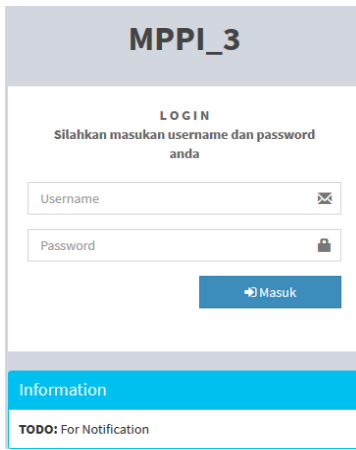 MPPI_3
LOGIN
Silahkan masukan username dan password
anda
Username
Password
Masuk
Information
TODO: For Notification